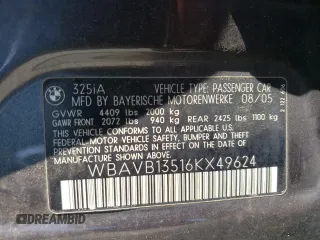 325iA VEHICLE TYPE: PASSENGER CAR
MFD BY BAYERISCHE MOTORENWERKE 08/05
GVWR 4409 lbs 2000 kg
GAWR FRONT 2072 lbs 940 kg REAR 2425 lbs 1100 kg
THIS VEHICLE CONFORMS TO ALL APPLICABLE
FEDERAL MOTOR VEHICLE SAFETY, BUMPER, AND
THEFT PREVENTION STANDARDS IN EFFECT ON THE
DATE OF MANUFACTURE SHOWN ABOVE.
WBAVB13516KX49624
DREAMBID